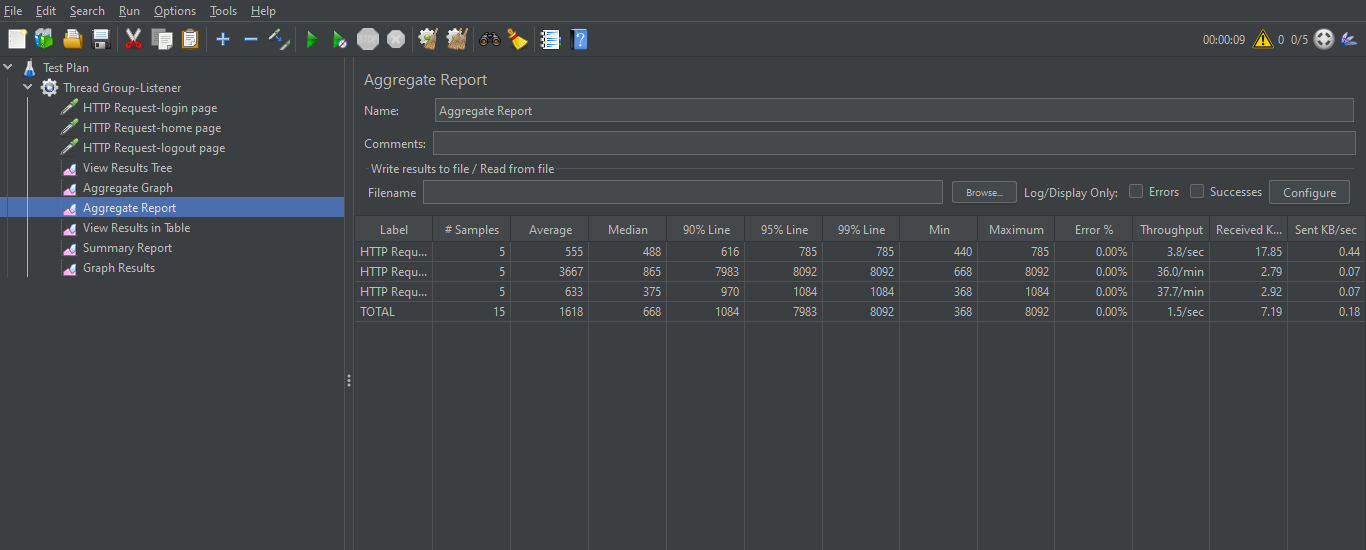 File Edit Search Run Options Tools Help
00:00:09 0 0/5
Test Plan
Thread Group-Listener
HTTP Request-login page
HTTP Request-home page
HTTP Request-logout page
View Results Tree
Aggregate Graph
Aggregate Report
View Results in Table
Summary Report
Graph Results
Aggregate Report
Name: Aggregate Report
Comments:
Write results to file / Read from file
Filename Browse... Log/Display Only: Errors Successes Configure
Label # Samples Average Median 90% Line 95% Line 99% Line Min Maximum Error % Throughput Received K... Sent KB/sec
HTTP Requ... 5 555 488 616 785 785 440 785 0.00% 3.8/sec 17.85 0.44
HTTP Requ... 5 3667 865 7983 8092 8092 668 8092 0.00% 36.0/min 2.79 0.07
HTTP Requ... 5 633 375 970 1084 1084 368 1084 0.00% 37.7/min 2.92 0.07
TOTAL 15 1618 668 1084 7983 8092 368 8092 0.00% 1.5/sec 7.19 0.18